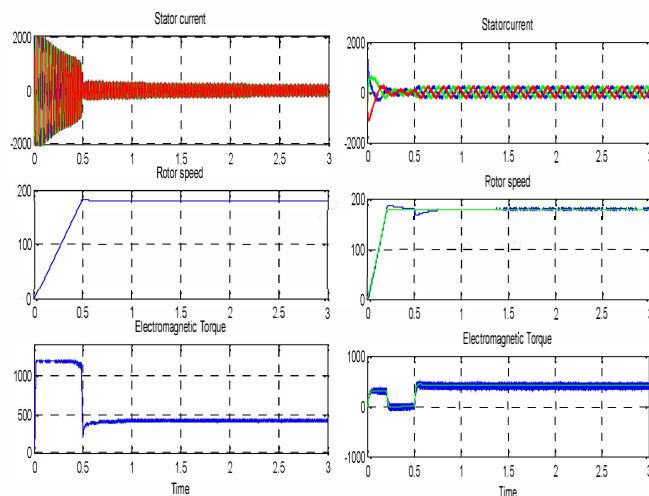 Stator current
2000
0
-2000
0 0.5 1 1.5 2 2.5 3
Rotor speed
200
100
0
0 0.5 1 1.5 2 2.5 3
Electromagnetic Torque
1000
500
0
0 0.5 1 1.5 2 2.5 3
Time
Statorcurrent
2000
0
-2000
0 0.5 1 1.5 2 2.5 3
Rotor speed
200
100
0
0 0.5 1 1.5 2 2.5 3
Electromagnetic Torque
1000
0
-1000
0 0.5 1 1.5 2 2.5 3
Time